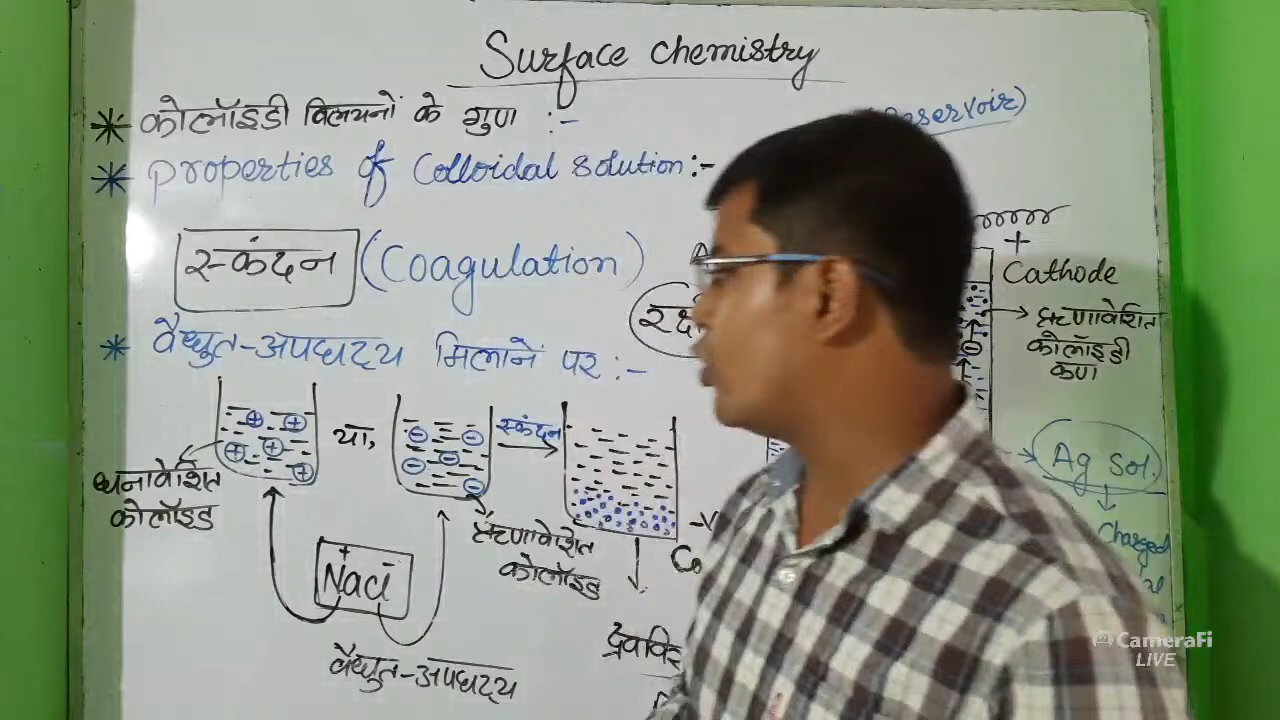 Surface chemistry
* कोलॉइडी विलयनों के गुण :-
* properties of Colloidal solution:-
स्कंदन (Coagulation)
* वैद्युत-अपघट्य मिलाने पर :-
या,
स्कंदन
धनावेशित
कोलॉइड
ऋणावेशित
कोलॉइड
+ -
NaCl
वैद्युत-अपघट्य
+
Cathode
ऋणावेशित
कोलॉइडी
कण
Ag Sol.
Charged
CameraFi
LIVE